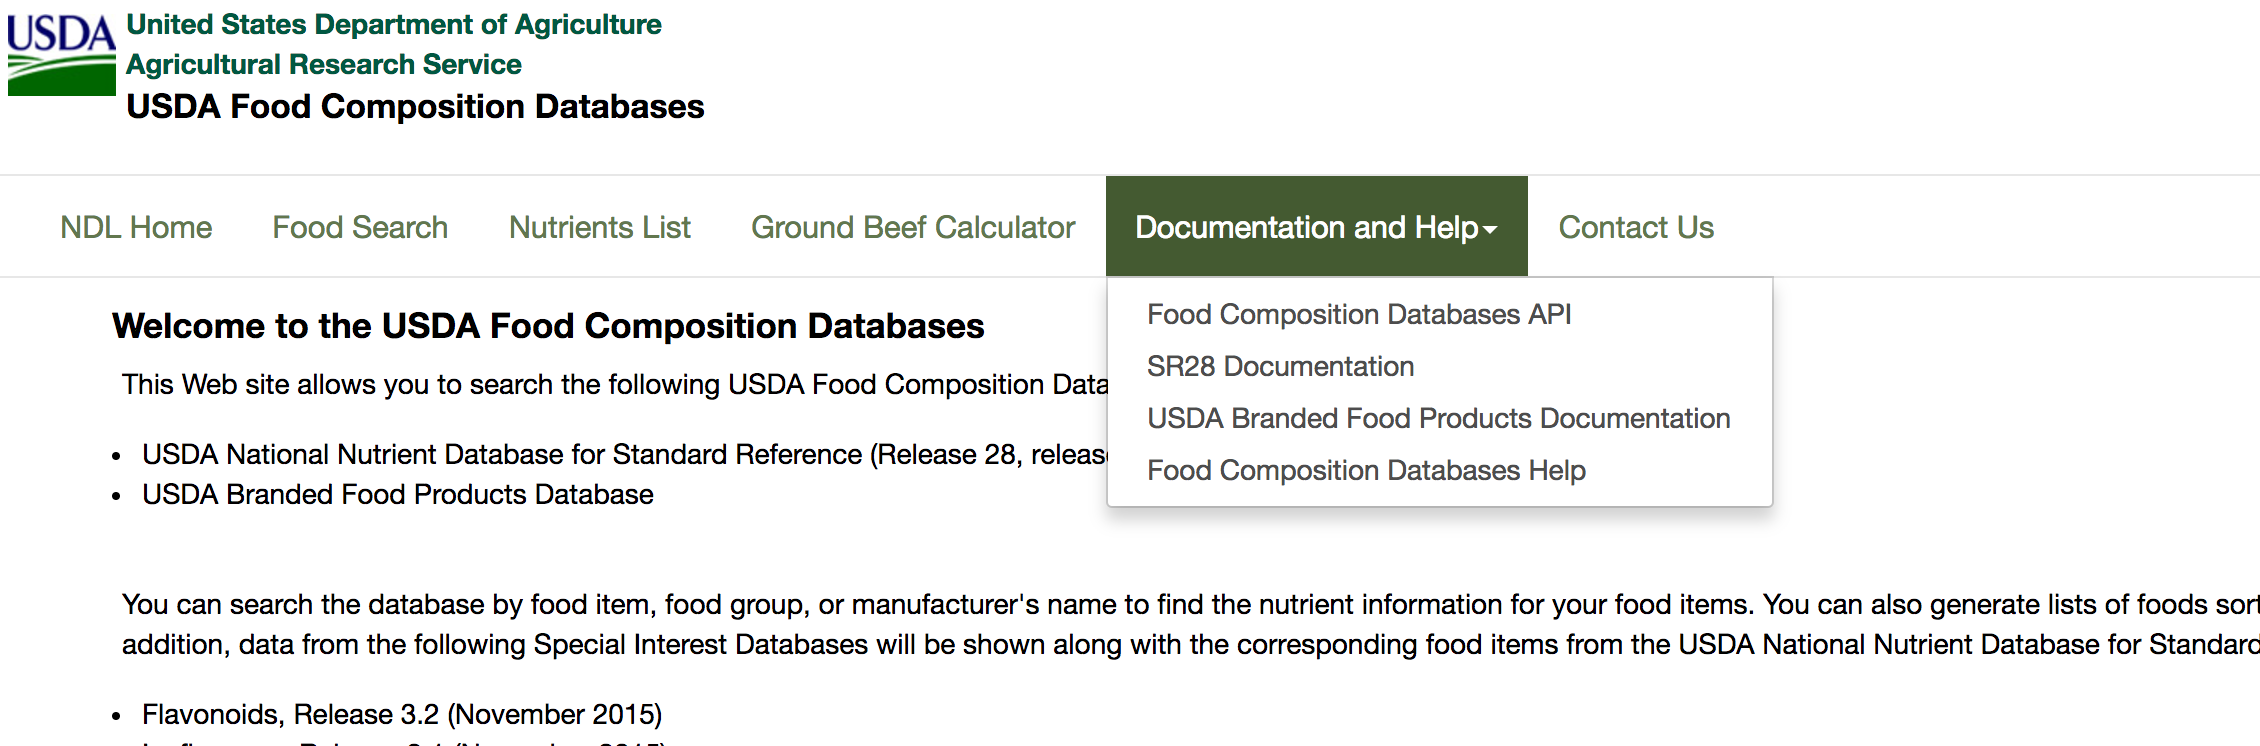 USDA
United States Department of Agriculture
Agricultural Research Service
USDA Food Composition Databases
NDL Home Food Search Nutrients List Ground Beef Calculator Documentation and Help Contact Us
Food Composition Databases API
SR28 Documentation
USDA Branded Food Products Documentation
Food Composition Databases Help
Welcome to the USDA Food Composition Databases
This Web site allows you to search the following USDA Food Composition Data
• USDA National Nutrient Database for Standard Reference (Release 28, releas
• USDA Branded Food Products Database
You can search the database by food item, food group, or manufacturer's name to find the nutrient information for your food items. You can also generate lists of foods sort
addition, data from the following Special Interest Databases will be shown along with the corresponding food items from the USDA National Nutrient Database for Standard
• Flavonoids, Release 3.2 (November 2015)